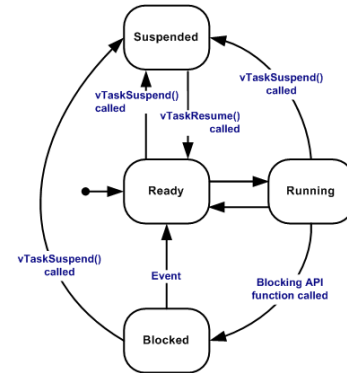 Suspended
vTaskSuspend()
called
vTaskSuspend()
called
vTaskResume()
called
Ready
Running
vTaskSuspend()
called
Event
Blocking API
function called
Blocked